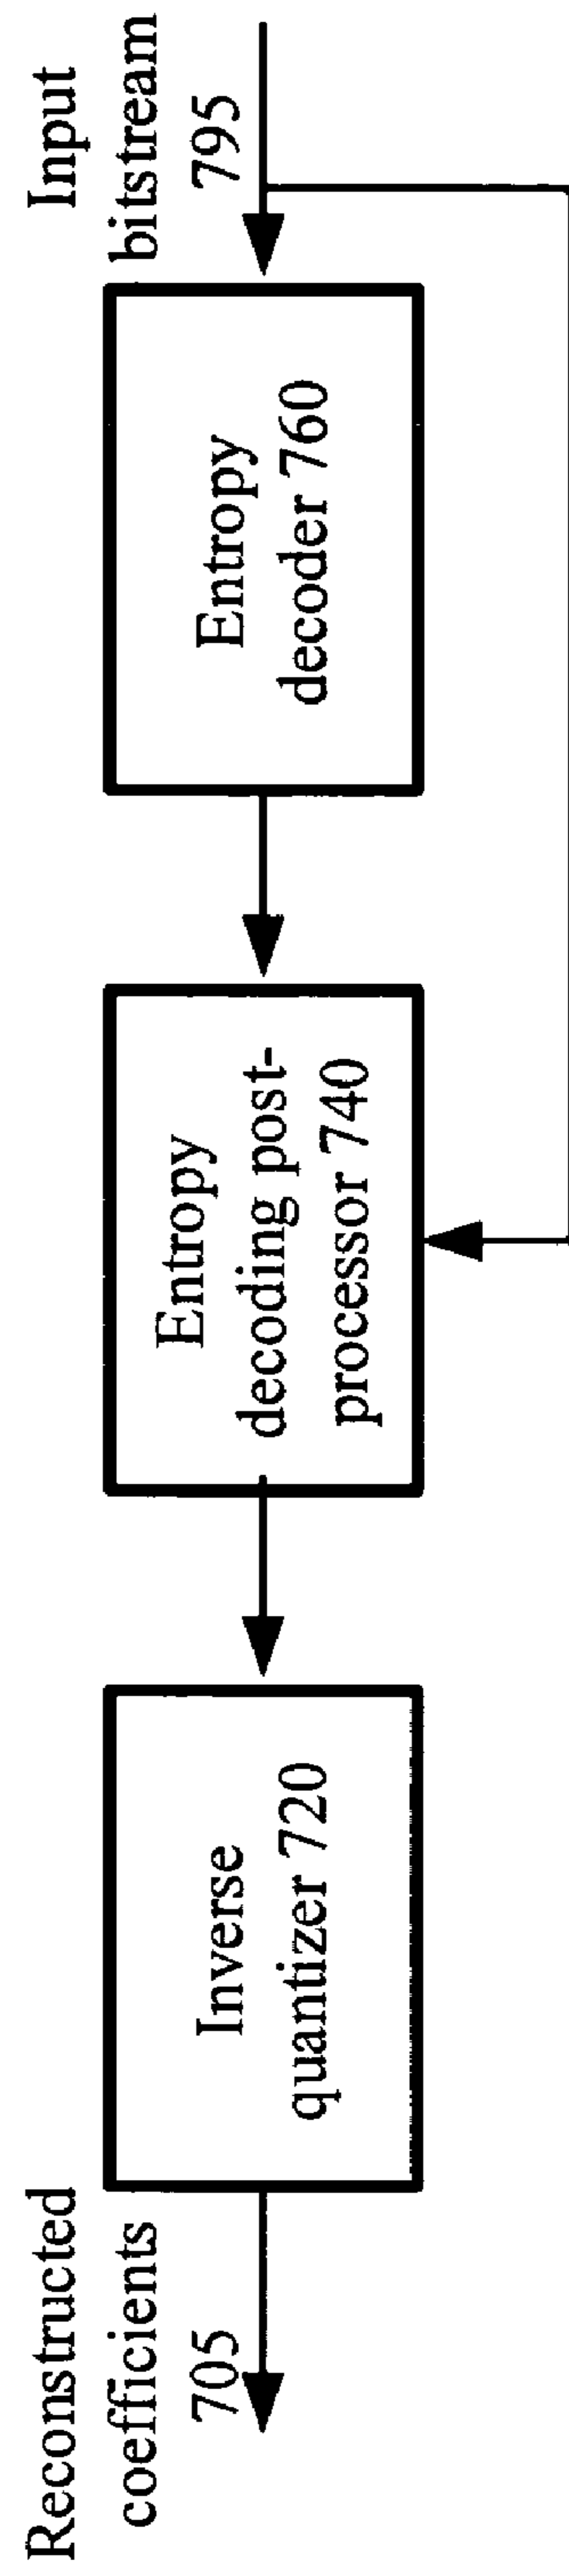 Reconstructed
coefficients
705
Inverse
quantizer 720
Entropy
decoding post-
processor 740
Entropy
decoder 760
Input
bitstream
795